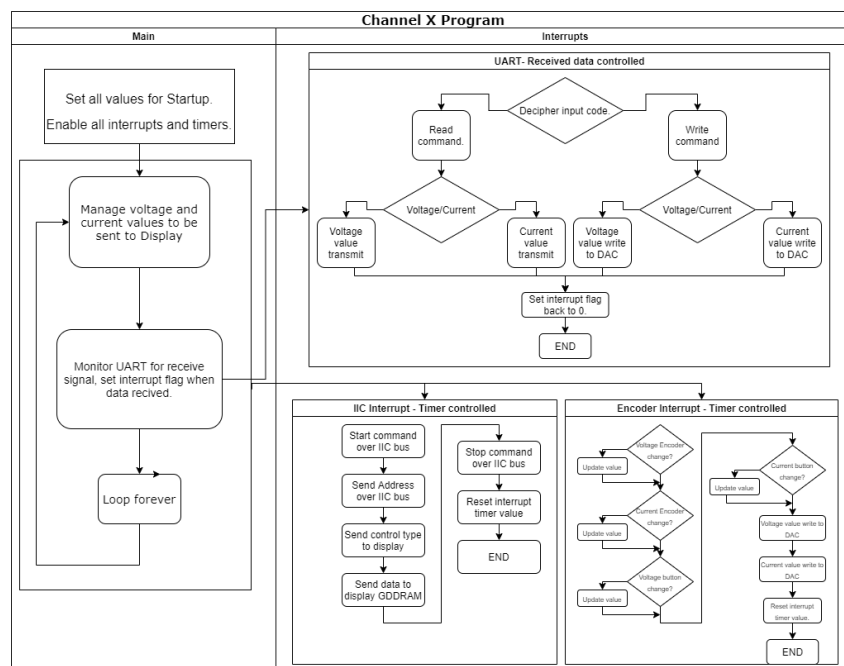 Channel X Program
Main
Interrupts
Set all values for Startup.
Enable all interrupts and timers.
Manage voltage and
current values to be
sent to Display
Monitor UART for receive
signal, set interrupt flag when
data recived.
Loop forever
UART- Received data controlled
Decipher input code.
Read
command.
Write
command
Voltage/Current
Voltage/Current
Voltage
value
transmit
Current
value
transmit
Voltage
value write
to DAC
Current
value write
to DAC
Set interrupt flag
back to 0.
END
IIC Interrupt - Timer controlled
Start command
over IIC bus
Send Address
over IIC bus
Send control type
to display
Send data to
display GDDRAM
Stop command
over IIC bus
Reset interrupt
timer value
END
Encoder Interrupt - Timer controlled
Voltage Encoder
change?
Update value
Current Encoder
change?
Update value
Voltage button
change?
Update value
Current button
change?
Update value
Voltage value write to
DAC
Current value write to
DAC
Reset interrupt
timer value.
END